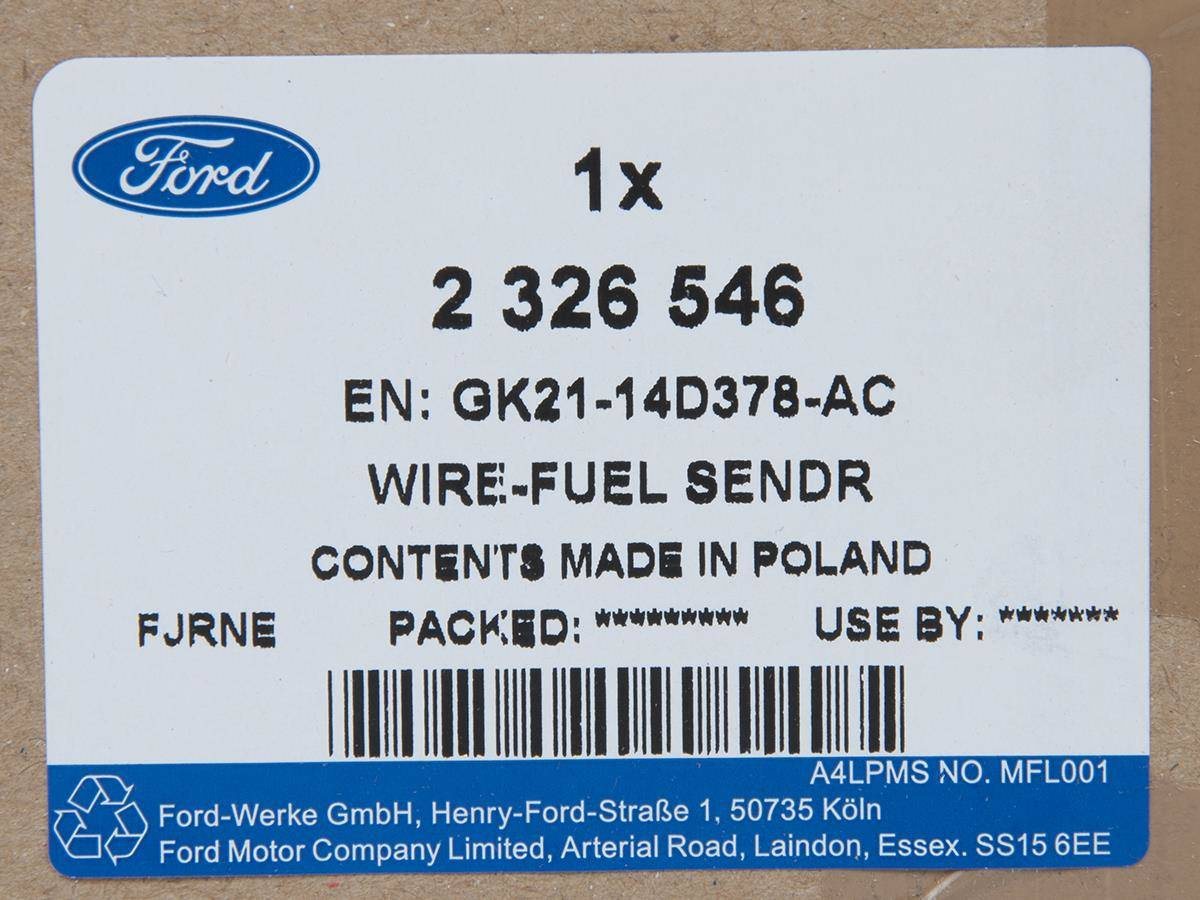 Ford
1x
2 326 546
EN: GK21-14D378-AC
WIRE-FUEL SENDR
CONTENTS MADE IN POLAND
FJRNE PACKED: ********* USE BY: *******
A4LPMS NO. MFL001
Ford-Werke GmbH, Henry-Ford-Straße 1, 50735 Köln
Ford Motor Company Limited, Arterial Road, Laindon, Essex. SS15 6EE